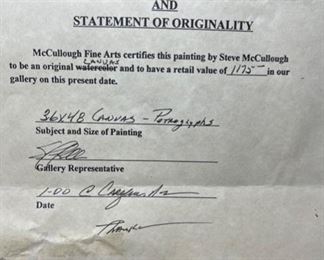 AND
STATEMENT OF ORIGINALITY
McCullough Fine Arts certifies this painting by Steve McCullough
CANVAS
to be an original watercolor and to have a retail value of 1175 in our
gallery on this present date.
36X48 CANVAS - Petroglyphs
Subject and Size of Painting
Gallery Representative
1-00 @
Date